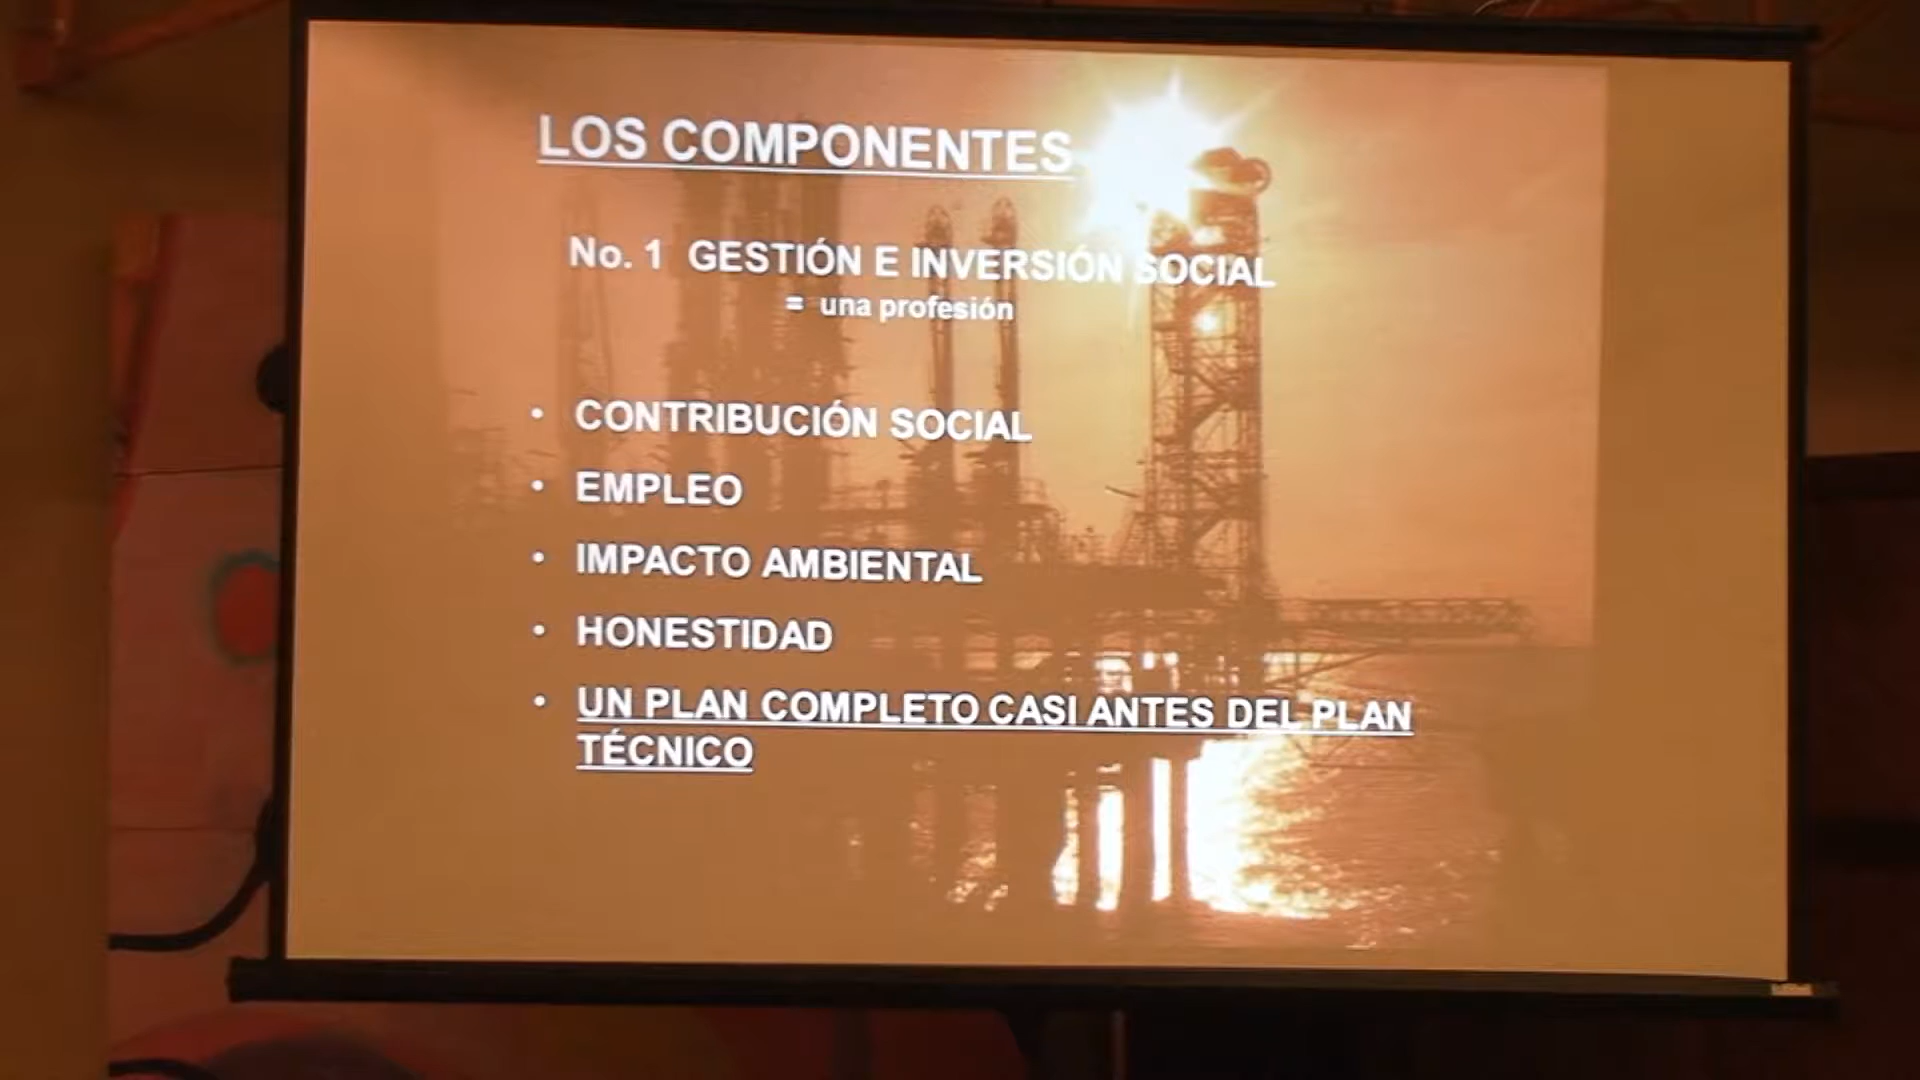 LOS COMPONENTES
No. 1 GESTIÓN E INVERSIÓN SOCIAL
= una profesión
• CONTRIBUCIÓN SOCIAL
• EMPLEO
• IMPACTO AMBIENTAL
• HONESTIDAD
• UN PLAN COMPLETO CASI ANTES DEL PLAN
TÉCNICO